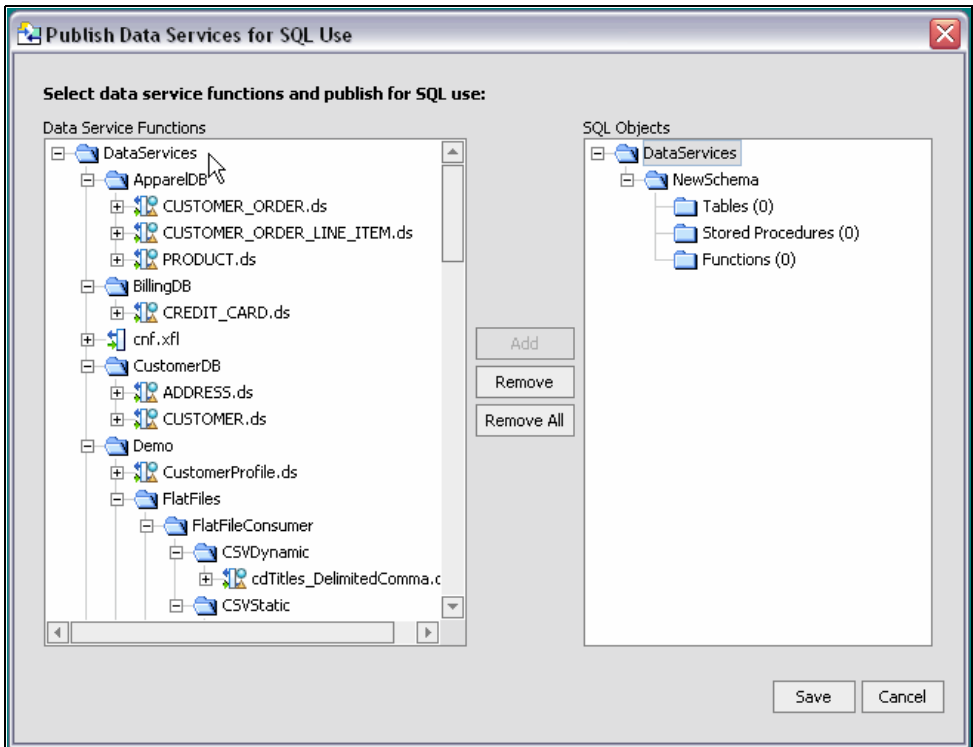 Publish Data Services for SQL Use
Select data service functions and publish for SQL use:
Data Service Functions
DataServices
ApparelDB
CUSTOMER_ORDER.ds
CUSTOMER_ORDER_LINE_ITEM.ds
PRODUCT.ds
BillingDB
CREDIT_CARD.ds
cnf.xfl
CustomerDB
ADDRESS.ds
CUSTOMER.ds
Demo
CustomerProfile.ds
FlatFiles
FlatFileConsumer
CSVDynamic
cdTitles_DelimitedComma.c
CSVStatic
Add
Remove
Remove All
SQL Objects
DataServices
NewSchema
Tables (0)
Stored Procedures (0)
Functions (0)
Save
Cancel